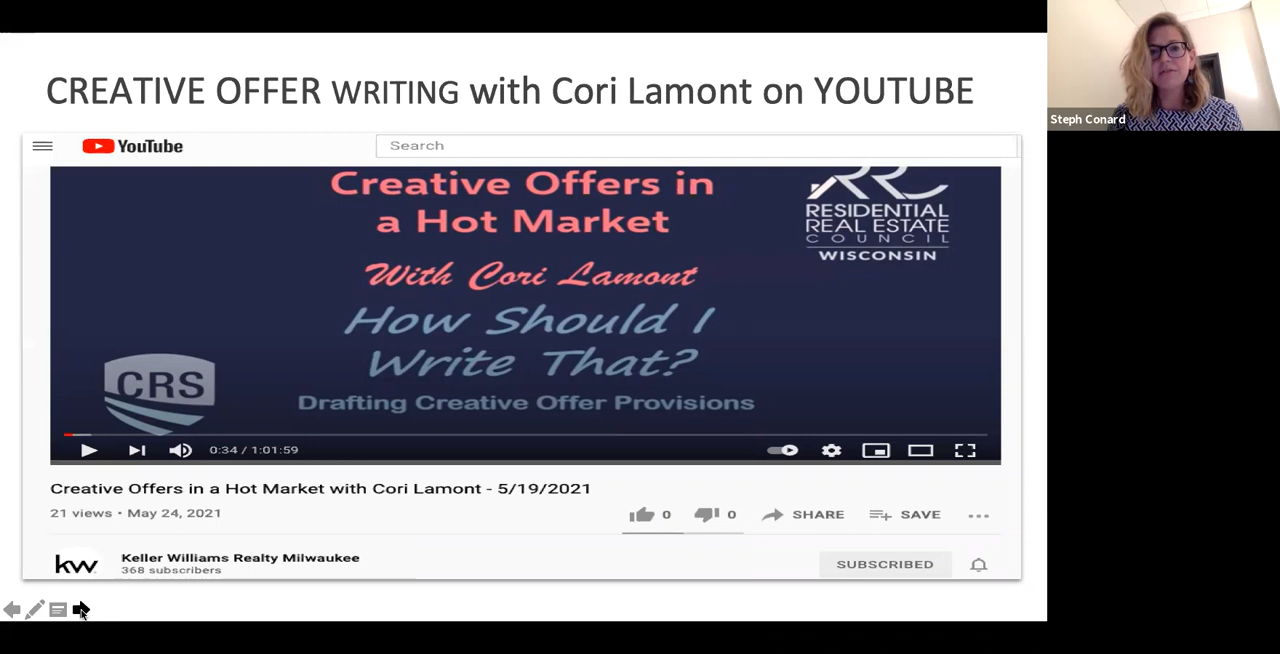 CREATIVE OFFER WRITING with Cori Lamont on YOUTUBE
Steph Conard
YouTube
Search
Creative Offers in
a Hot Market
With Cori Lamont
How Should I
Write That?
Drafting Creative Offer Provisions
RRC
RESIDENTIAL
REAL ESTATE
COUNCIL
WISCONSIN
CRS
0:34 / 1:01:59
Creative Offers in a Hot Market with Cori Lamont - 5/19/2021
21 views • May 24, 2021
0
0
SHARE
SAVE
kw
Keller Williams Realty Milwaukee
368 subscribers
SUBSCRIBED